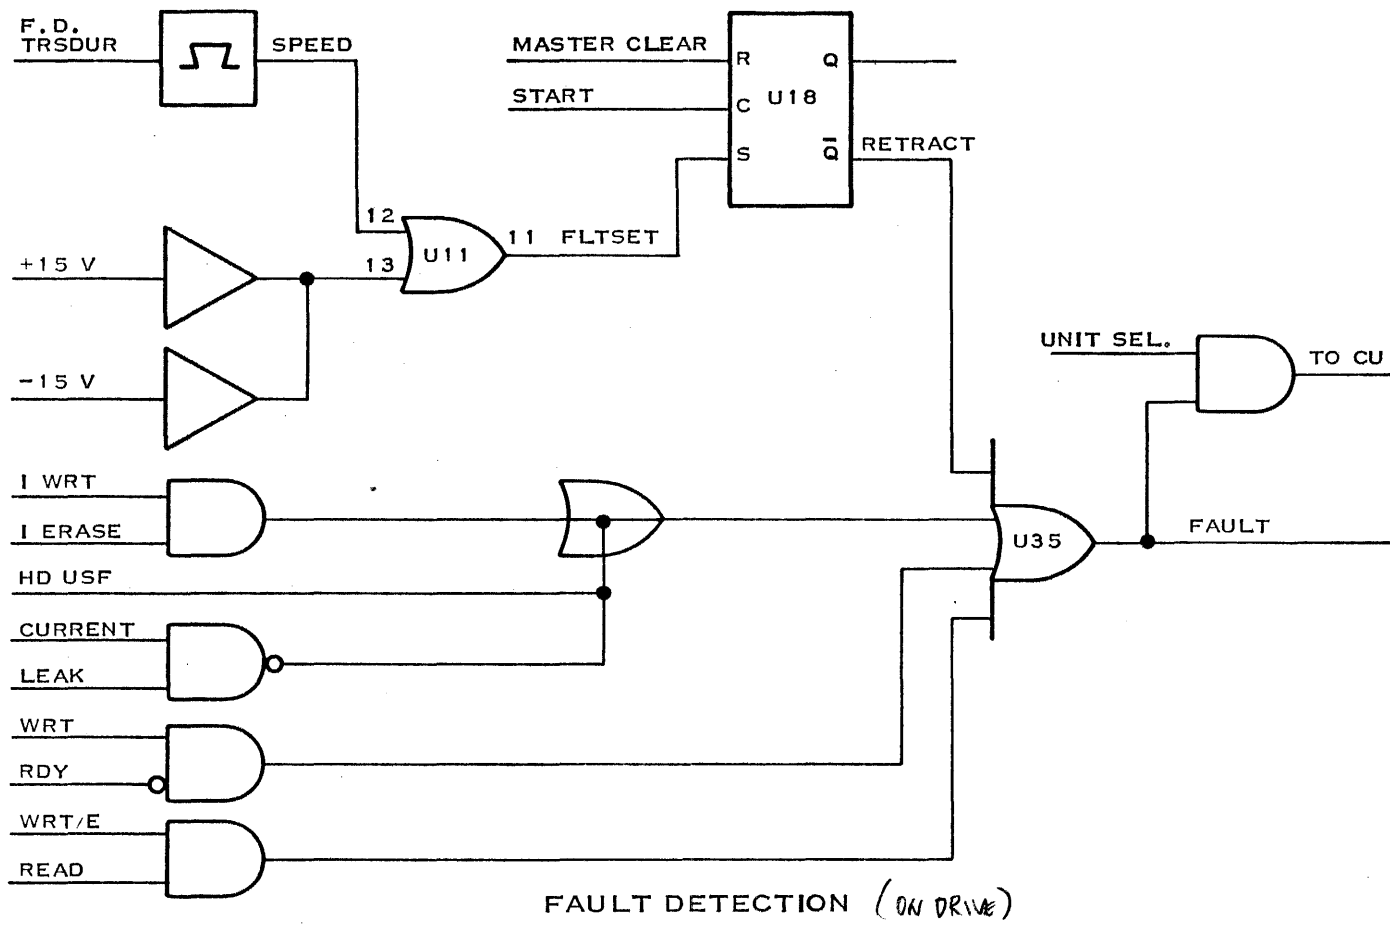 F. D.
TRSDUR
SPEED
MASTER CLEAR
START
R
C
S
U18
Q
Q̅
RETRACT
12
13
U11
11 FLTSET
+15 V
-15 V
UNIT SEL.
TO CU
I WRT
I ERASE
HD USF
CURRENT
LEAK
WRT
RDY
WRT/E
READ
U35
FAULT
FAULT DETECTION (ON DRIVE)